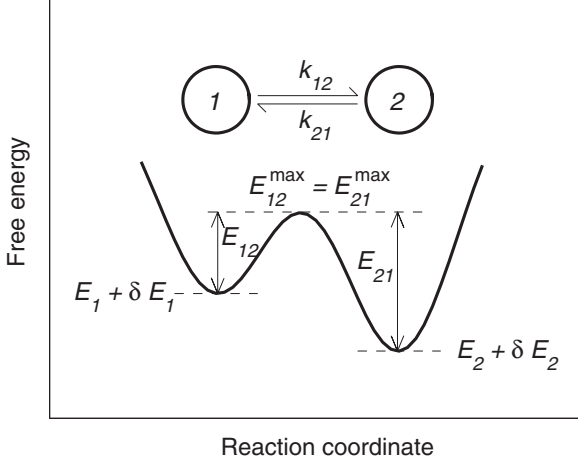 k₁₂
1 2
k₂₁
E₁₂ᵐᵃˣ = E₂₁ᵐᵃˣ
E₁₂
E₂₁
E₁ + δ E₁
E₂ + δ E₂
Free energy
Reaction coordinate